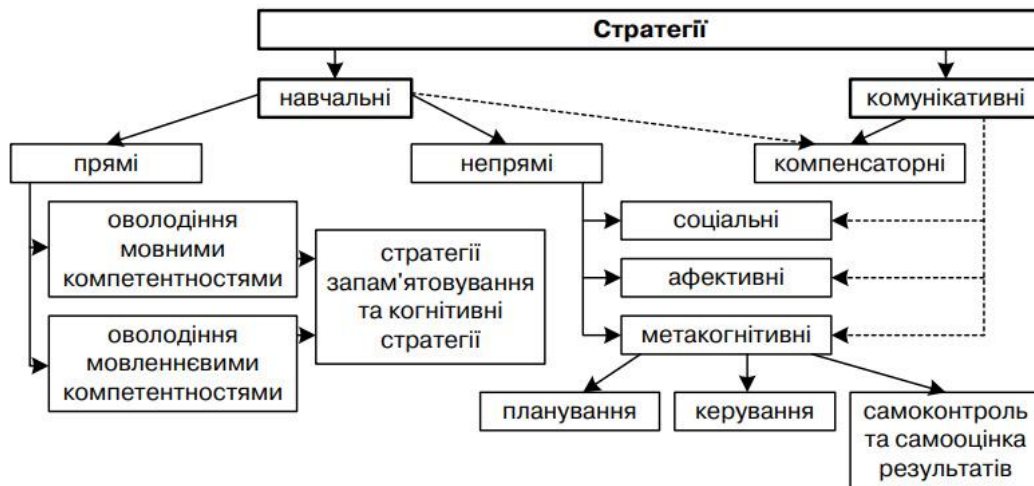 Стратегії
навчальні
комунікативні
прямі
непрямі
компенсаторні
оволодіння
мовними
компетентностями
стратегії
запам'ятовування
та когнітивні
стратегії
соціальні
афективні
оволодіння
мовленнєвими
компетентностями
метакогнітивні
планування
керування
самоконтроль
та самооцінка
результатів